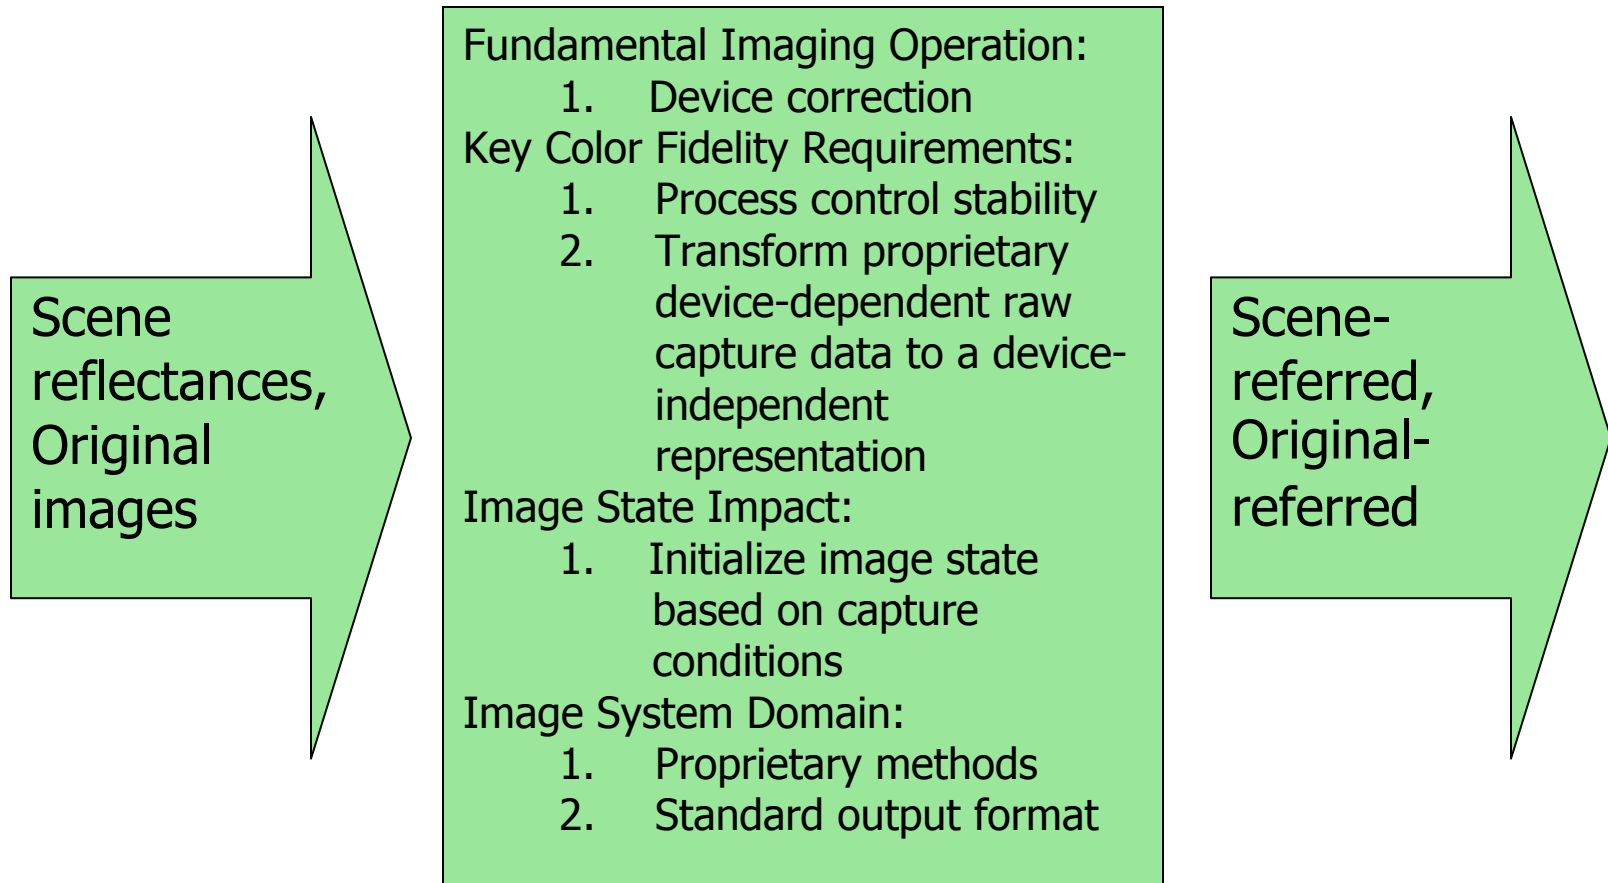 Scene
reflectances,
Original
images
Fundamental Imaging Operation:
1. Device correction
Key Color Fidelity Requirements:
1. Process control stability
2. Transform proprietary
device-dependent raw
capture data to a device-
independent
representation
Image State Impact:
1. Initialize image state
based on capture
conditions
Image System Domain:
1. Proprietary methods
2. Standard output format
Scene-
referred,
Original-
referred